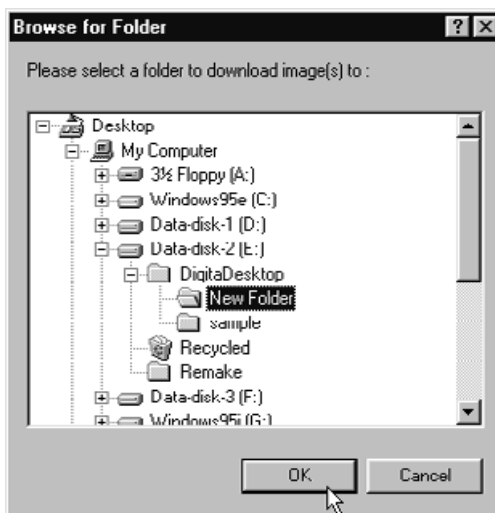 Browse for Folder
Please select a folder to download image(s) to :
Desktop
My Computer
3½ Floppy (A:)
Windows95e (C:)
Data-disk-1 (D:)
Data-disk-2 (E:)
DigitaDesktop
New Folder
sample
Recycled
Remake
Data-disk-3 (F:)
Windows95i (G:)
OK
Cancel